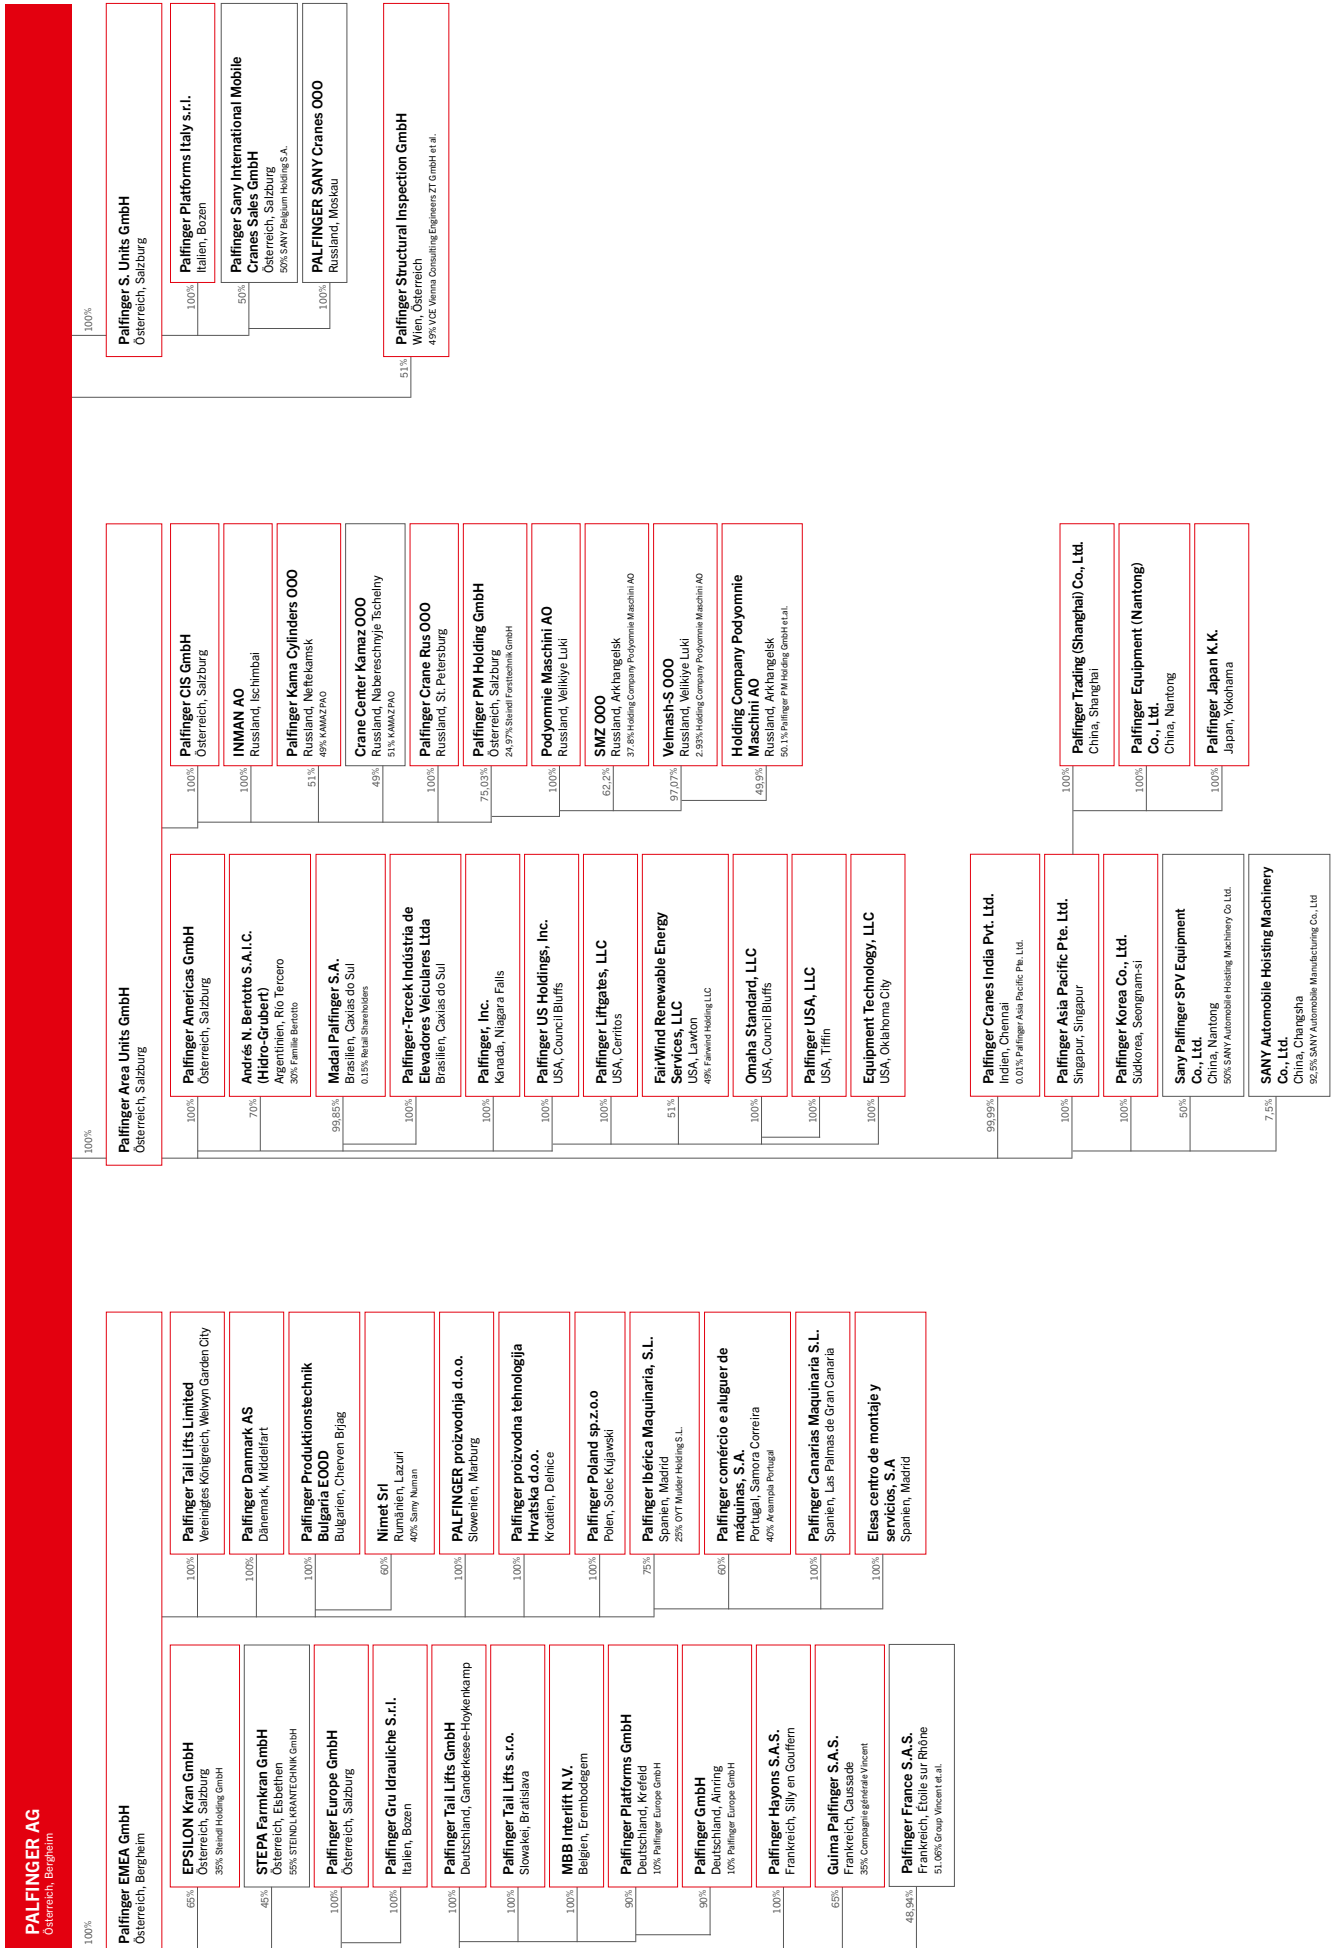 PALFINGER AG
Österreich, Bergheim
100%
Palfinger EMEA GmbH
Österreich, Bergheim
65%
EPSILON Kran GmbH
Österreich, Salzburg
35% Steindl Holding GmbH
45%
STEPA Farmkran GmbH
Österreich, Elsbethen
55% STEINDL KRANTECHNIK GmbH
100%
Palfinger Europe GmbH
Österreich, Salzburg
100%
Palfinger Gru Idrauliche S.r.l.
Italien, Bozen
100%
Palfinger Tail Lifts GmbH
Deutschland, Ganderkesee-Hoykenkamp
100%
Palfinger Tail Lifts s.r.o.
Slowakei, Bratislava
100%
MBB Interlift N.V.
Belgien, Erembodegem
90%
Palfinger Platforms GmbH
Deutschland, Krefeld
10% Palfinger Europe GmbH
90%
Palfinger GmbH
Deutschland, Ainring
10% Palfinger Europe GmbH
100%
Palfinger Hayons S.A.S.
Frankreich, Silly en Gouffern
65%
Guima Palfinger S.A.S.
Frankreich, Caussade
35% Compagnie générale Vincent
48,94%
Palfinger France S.A.S.
Frankreich, Étoile sur Rhône
51.06% Group Vincent et.al.
100%
Palfinger Tail Lifts Limited
Vereinigtes Königreich, Welwyn Garden City
100%
Palfinger Danmark AS
Dänemark, Middelfart
100%
Palfinger Produktionstechnik
Bulgaria EOOD
Bulgarien, Cherven Brjag
60%
Nimet Srl
Rumänien, Lazuri
40% Samy Numan
100%
PALFINGER proizvodnja d.o.o.
Slowenien, Marburg
100%
Palfinger proizvodna tehnologija
Hrvatska d.o.o.
Kroatien, Delnice
100%
Palfinger Poland sp.z.o.o
Polen, Solec Kujawski
75%
Palfinger Ibérica Maquinaria, S.L.
Spanien, Madrid
25% OYT Mulder Holding S.L.
60%
Palfinger comércio e aluguer de
máquinas, S.A.
Portugal, Samora Correira
40% Areampla Portugal
100%
Palfinger Canarias Maquinaria S.L.
Spanien, Las Palmas de Gran Canaria
100%
Elesa centro de montaje y
servicios, S.A
Spanien, Madrid
100%
Palfinger Area Units GmbH
Österreich, Salzburg
100%
Palfinger Americas GmbH
Österreich, Salzburg
70%
Andrés N. Bertotto S.A.I.C.
(Hidro-Grubert)
Argentinien, Río Tercero
30% Familie Bertotto
99,85%
Madal Palfinger S.A.
Brasilien, Caxias do Sul
0.15% Retail Shareholders
100%
Palfinger-Tercek Indústria de
Elevadores Veiculares Ltda
Brasilien, Caxias do Sul
100%
Palfinger, Inc.
Kanada, Niagara Falls
100%
Palfinger US Holdings, Inc.
USA, Council Bluffs
100%
Palfinger Liftgates, LLC
USA, Cerritos
51%
FairWind Renewable Energy
Services, LLC
USA, Lawton
49% Fairwind Holding LLC
100%
Omaha Standard, LLC
USA, Council Bluffs
100%
Palfinger USA, LLC
USA, Tiffin
100%
Equipment Technology, LLC
USA, Oklahoma City
99,99%
Palfinger Cranes India Pvt. Ltd.
Indien, Chennai
0.01% Palfinger Asia Pacific Pte. Ltd.
100%
Palfinger Asia Pacific Pte. Ltd.
Singapur, Singapur
100%
Palfinger Korea Co., Ltd.
Südkorea, Seongnam-si
50%
Sany Palfinger SPV Equipment
Co., Ltd.
China, Nantong
50% SANY Automobile Hoisting Machinery Co Ltd.
7,5%
SANY Automobile Hoisting Machinery
Co., Ltd.
China, Changsha
92,5% SANY Automobile Manufacturing Co., Ltd
100%
Palfinger CIS GmbH
Österreich, Salzburg
100%
INMAN AO
Russland, Ischimbai
51%
Palfinger Kama Cylinders OOO
Russland, Neftekamsk
49% KAMAZ PAO
49%
Crane Center Kamaz OOO
Russland, Nabereschnyje Tschelny
51% KAMAZ PAO
100%
Palfinger Crane Rus OOO
Russland, St. Petersburg
75,03%
Palfinger PM Holding GmbH
Österreich, Salzburg
24,97% Steindl Forsttechnik GmbH
100%
Podyomnie Maschini AO
Russland, Velikiye Luki
62,2%
SMZ OOO
Russland, Arkhangelsk
37.8% Holding Company Podyomnie Maschini AO
97,07%
Velmash-S OOO
Russland, Velikiye Luki
2.93% Holding Company Podyomnie Maschini AO
49,9%
Holding Company Podyomnie
Maschini AO
Russland, Arkhangelsk
50.1% Palfinger PM Holding GmbH et.al.
100%
Palfinger Trading (Shanghai) Co., Ltd.
China, Shanghai
100%
Palfinger Equipment (Nantong)
Co., Ltd.
China, Nantong
100%
Palfinger Japan K.K.
Japan, Yokohama
100%
Palfinger S. Units GmbH
Österreich, Salzburg
100%
Palfinger Platforms Italy s.r.l.
Italien, Bozen
50%
Palfinger Sany International Mobile
Cranes Sales GmbH
Österreich, Salzburg
50% SANY Belgium Holding S.A.
100%
PALFINGER SANY Cranes OOO
Russland, Moskau
51%
Palfinger Structural Inspection GmbH
Wien, Österreich
49% VCE Vienna Consulting Engineers ZT GmbH et al.